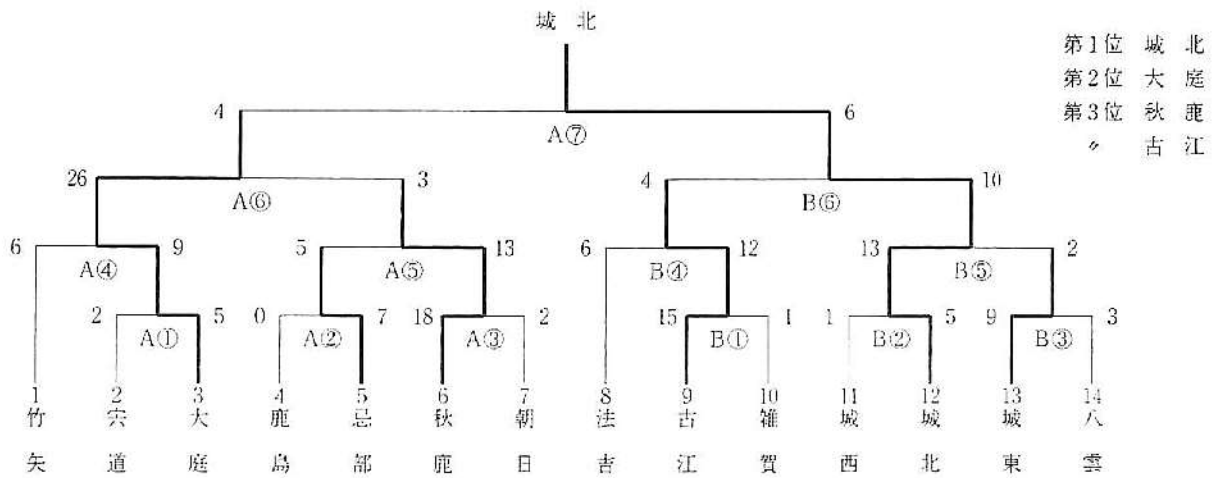 城北
第1位 城北
第2位 大庭
第3位 秋鹿
〃 古江
4 6
A⑦
26 3 4 10
A⑥ B⑥
6 9 5 13 6 12 13 2
A④ A⑤ B④ B⑤
2 5 0 7 18 2 15 1 1 5 9 3
A① A② A③ B① B② B③
1 2 3 4 5 6 7 8 9 10 11 12 13 14
竹矢
宍道
大庭
鹿島
忌部
秋鹿
朝日
法吉
古江
雑賀
城西
城北
城東
八雲